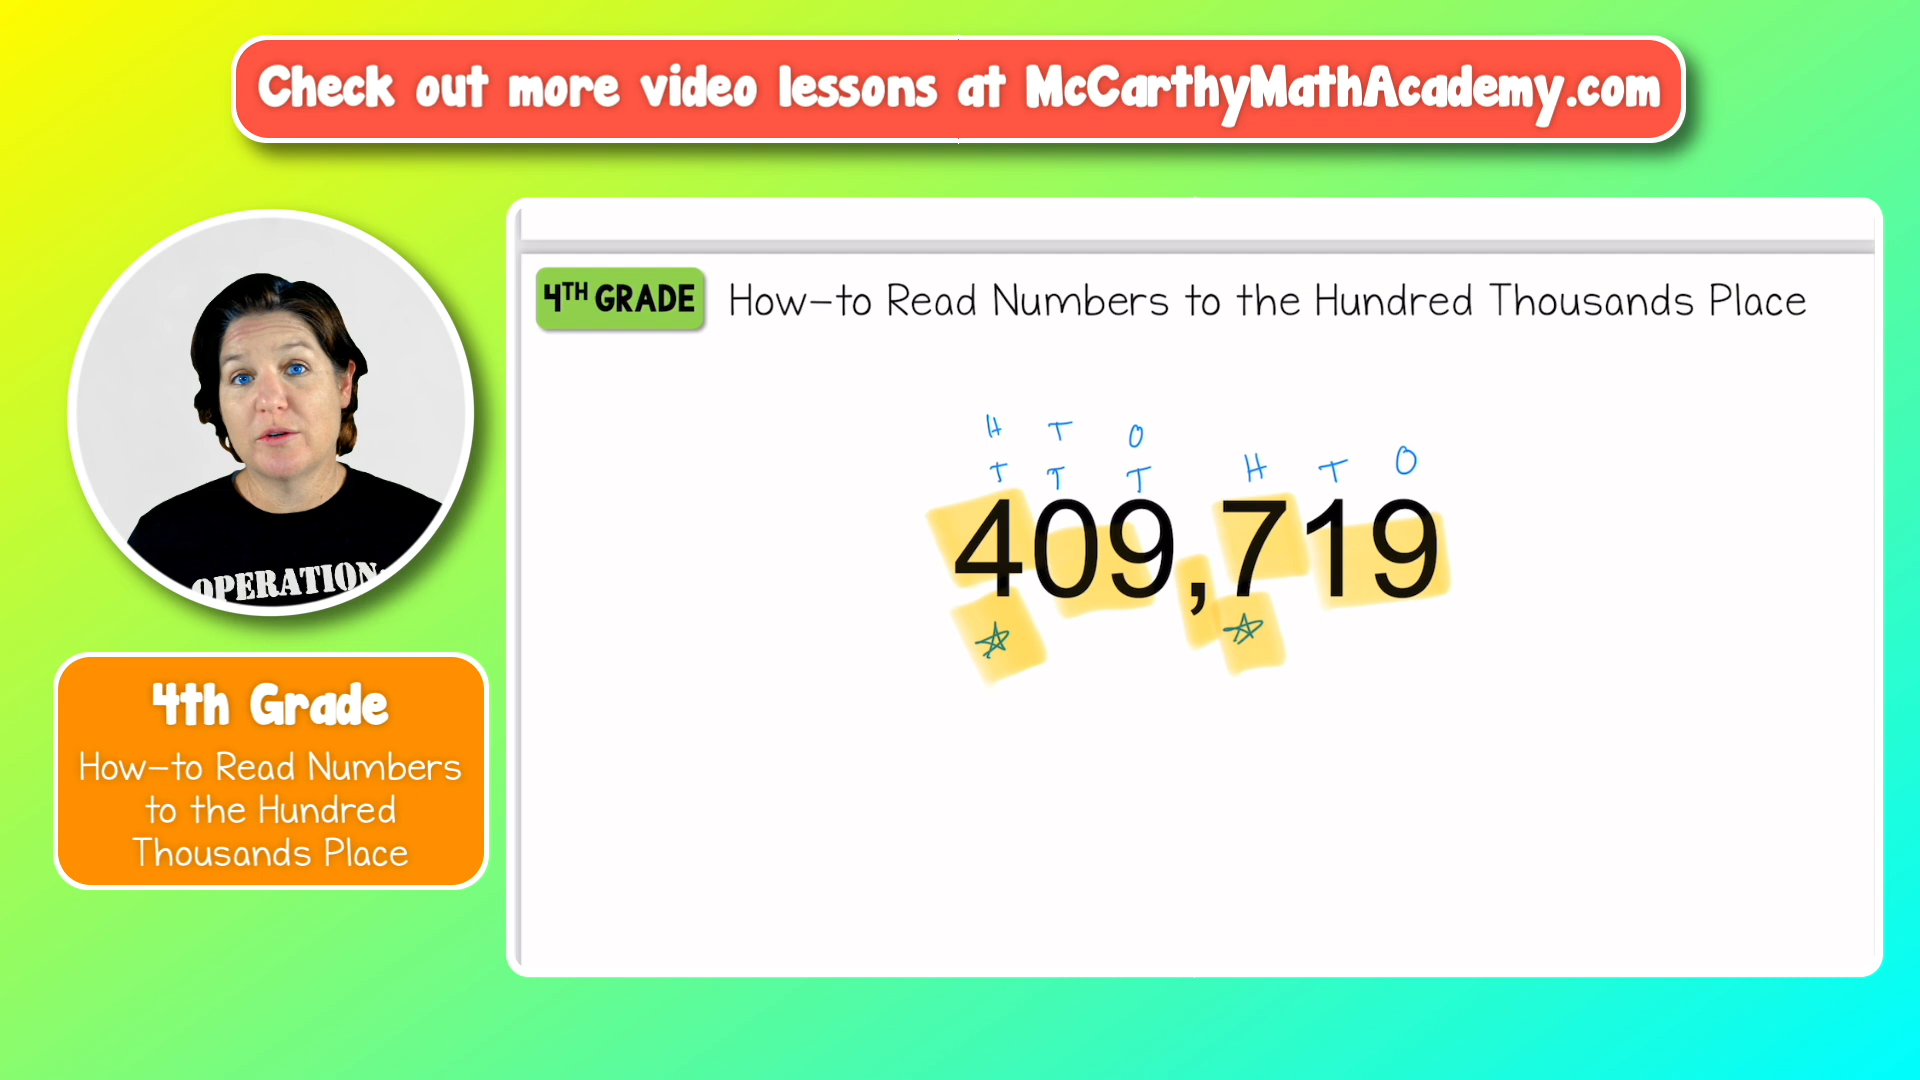 Check out more video lessons at McCarthyMathAcademy.com
4TH GRADE How-to Read Numbers to the Hundred Thousands Place
H T O
T T T H T O
409,719
OPERATION
4th Grade
How-to Read Numbers
to the Hundred
Thousands Place